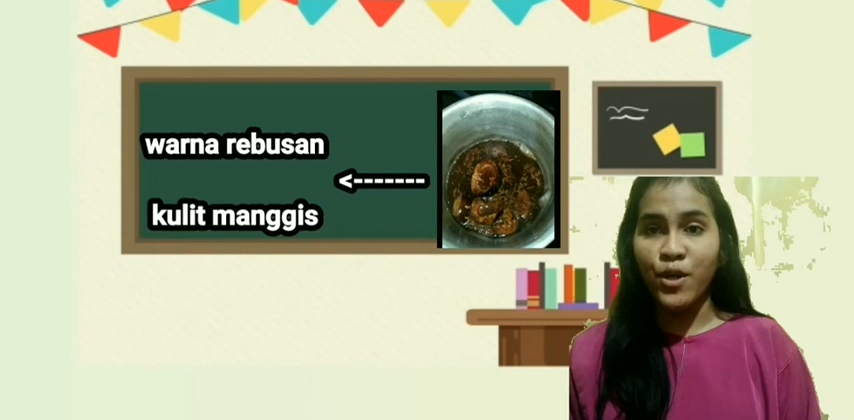 warna rebusan
<-------
kulit manggis